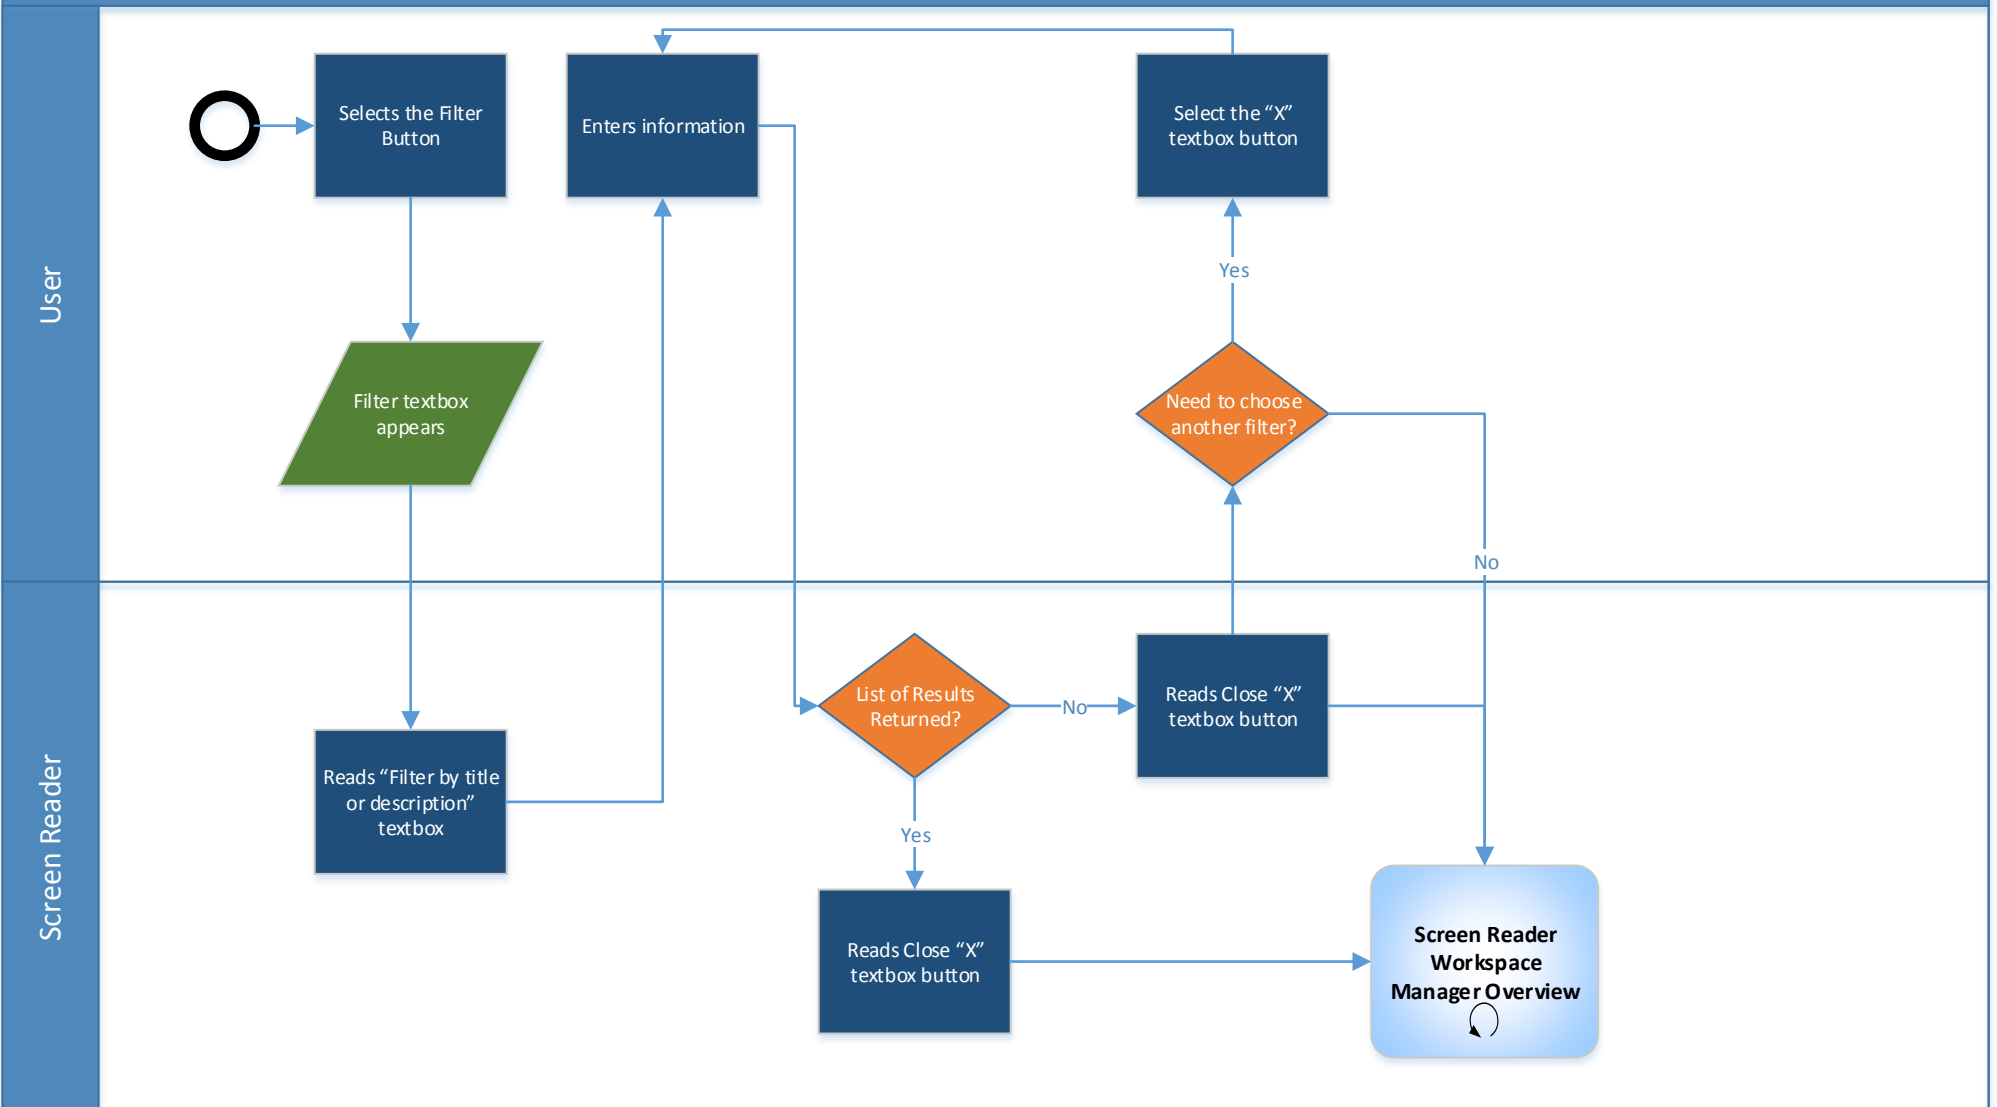 User
Selects the Filter
Button
Enters information
Select the “X”
textbox button
Yes
Filter textbox
appears
Need to choose
another filter?
No
Screen Reader
Reads “Filter by title
or description”
textbox
List of Results
Returned?
No
Reads Close “X”
textbox button
Yes
Reads Close “X”
textbox button
Screen Reader
Workspace
Manager Overview